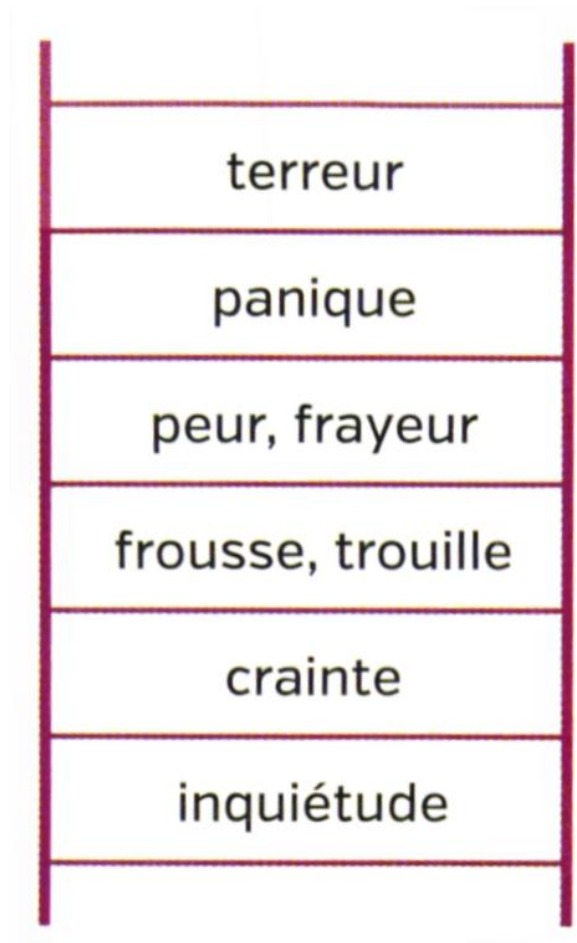 terreur
panique
peur, frayeur
frousse, trouille
crainte
inquiétude